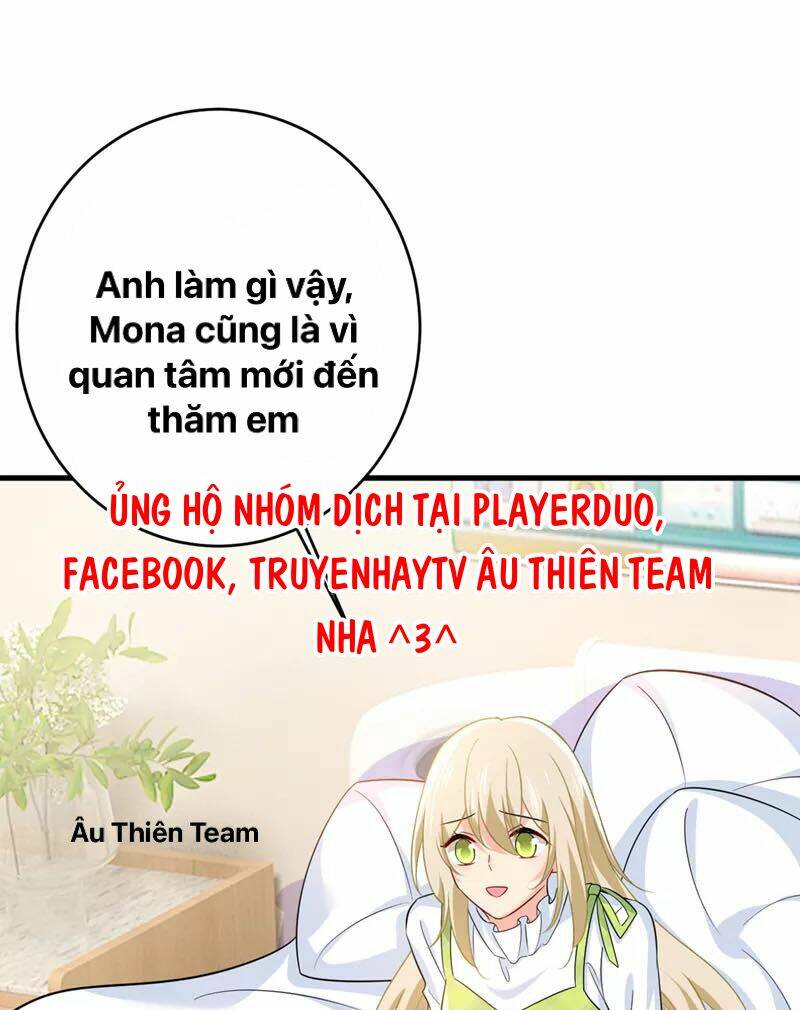 Anh làm gì vậy,
Mona cũng là vì
quan tâm mới đến
thăm em
ỦNG HỘ NHÓM DỊCH TẠI PLAYERDUO,
FACEBOOK, TRUYENHAYTV ÂU THIÊN TEAM
NHA ^3^
Âu Thiên Team